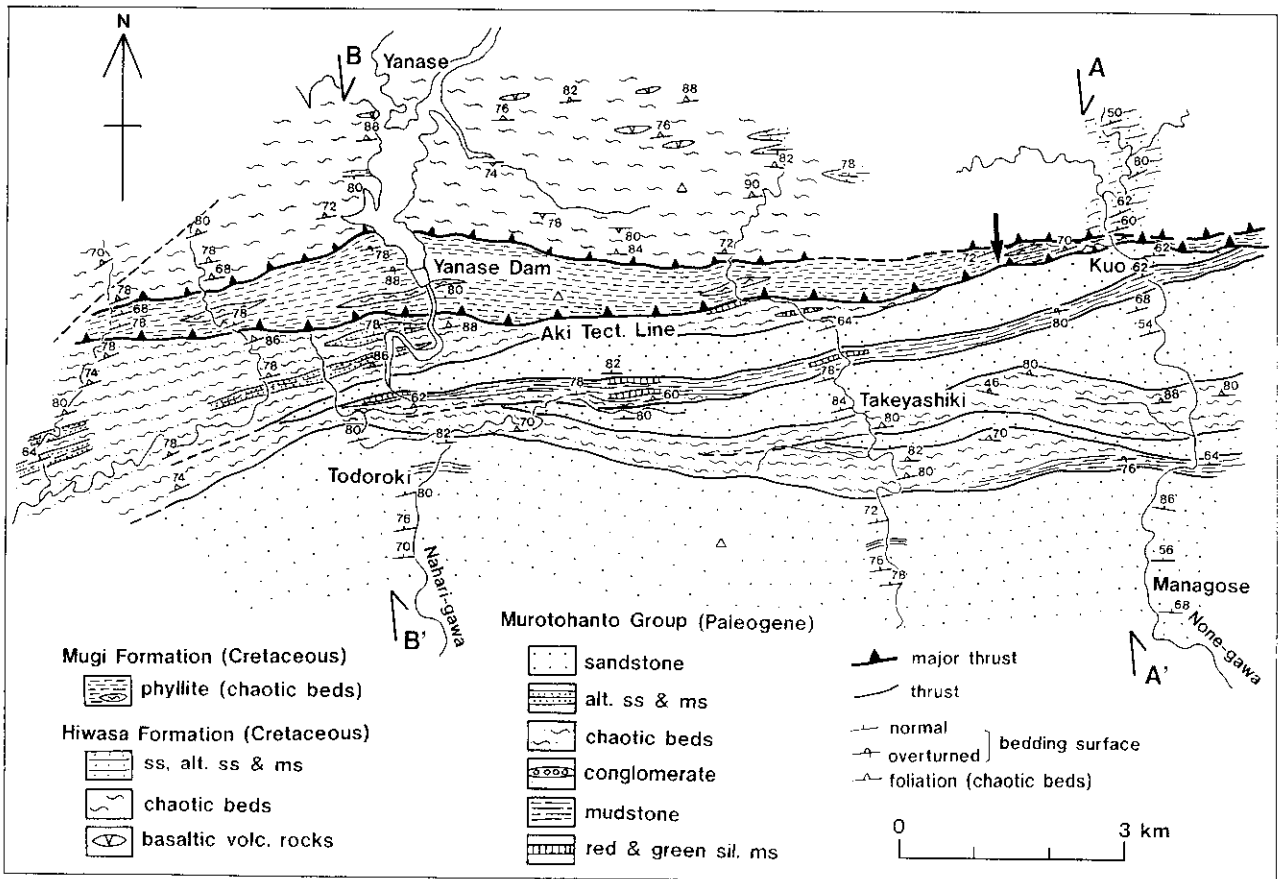 N
B
Yanase
A
82
88
76
50
88
76
80
82
78
74
90
80
62
72
60
80
78
70
72
80
84
78
70
72
62
68
Yanase Dam
Kuo
62
78
88
80
68
68
78
78
Aki Tect. Line
64
80
54
78
88
86
78
86
82
78
74
78
62
60
84
Takeyashiki
46
80
88
80
80
80
80
70
70
78
82
82
64
64
74
80
76
Todoroki
80
72
86
76
70
76
78
56
Nahari-gawa
Managose
68
None-gawa
B'
A'
Mugi Formation (Cretaceous)
phyllite (chaotic beds)
Hiwasa Formation (Cretaceous)
ss, alt. ss & ms
chaotic beds
basaltic volc. rocks
Murotohanto Group (Paleogene)
sandstone
alt. ss & ms
chaotic beds
conglomerate
mudstone
red & green sil. ms
major thrust
thrust
normal
overturned
bedding surface
foliation (chaotic beds)
0 3 km